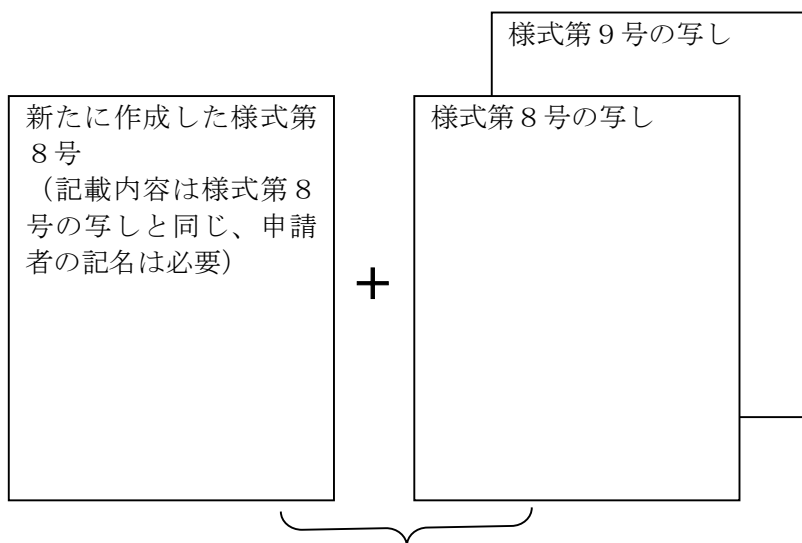 新たに作成した様式第
８号
（記載内容は様式第８
号の写しと同じ、申請
者の記名は必要）
＋
様式第９号の写し
様式第８号の写し